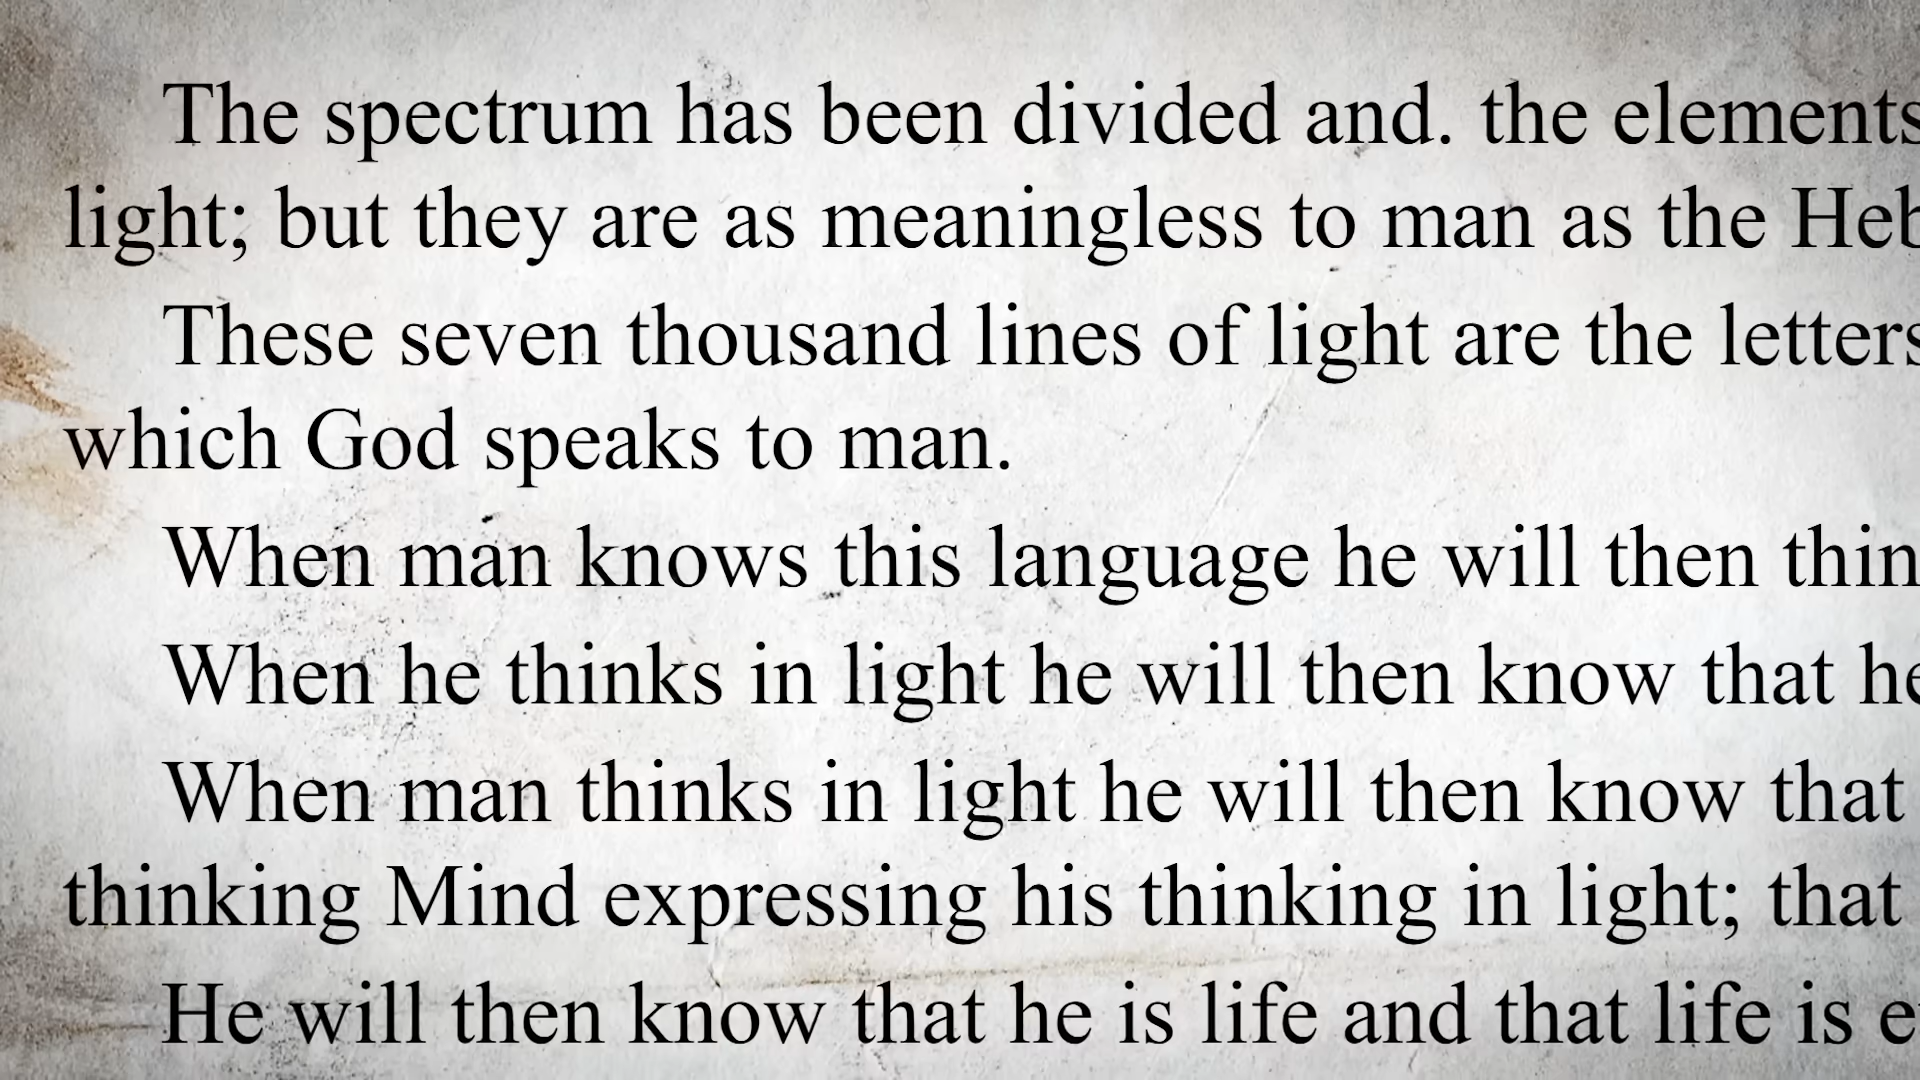 The spectrum has been divided and. the elements
light; but they are as meaningless to man as the Heb
These seven thousand lines of light are the letters
which God speaks to man.
When man knows this language he will then thin
When he thinks in light he will then know that he
When man thinks in light he will then know that
thinking Mind expressing his thinking in light; that
He will then know that he is life and that life is e